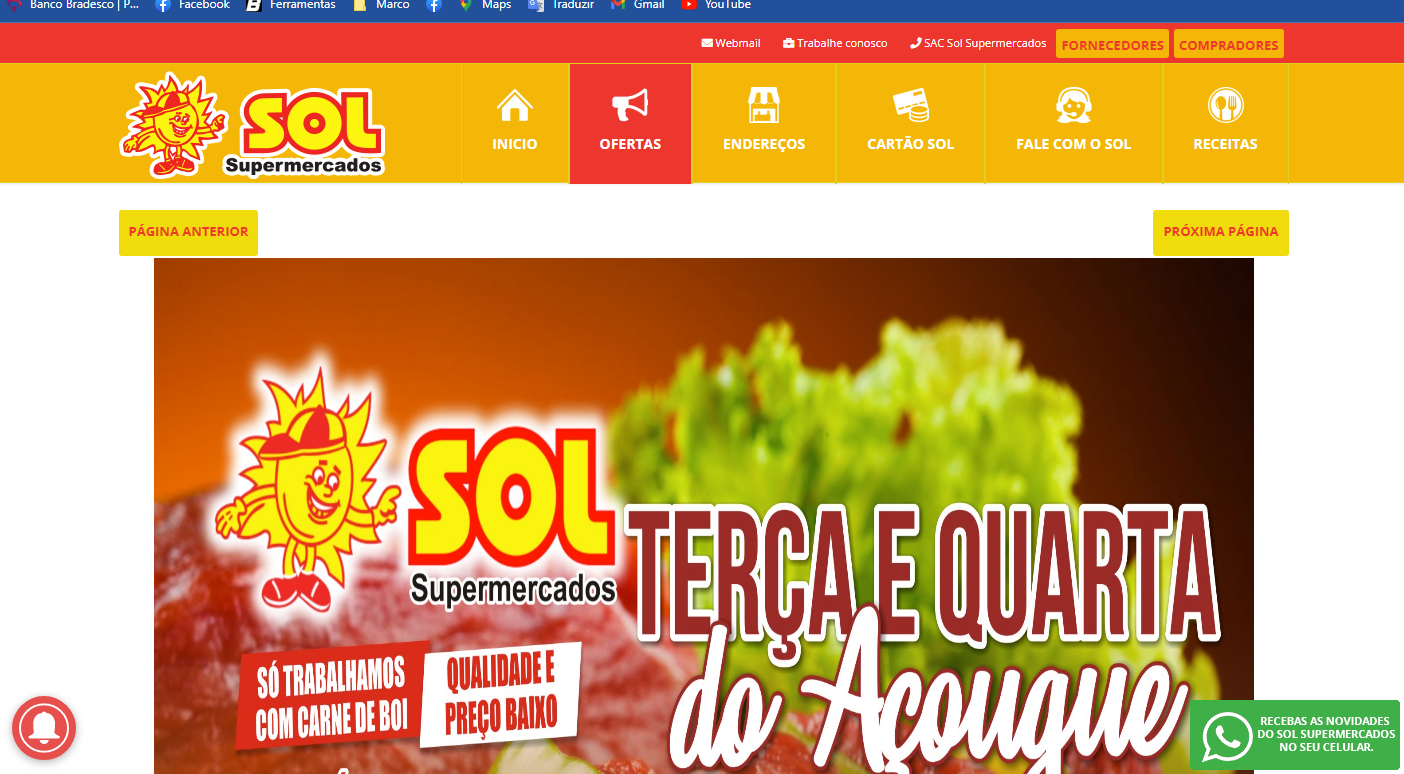 Banco Bradesco | P... Facebook Ferramentas Marco Maps Traduzir Gmail YouTube
Webmail Trabalhe conosco SAC Sol Supermercados FORNECEDORES COMPRADORES
SOL
Supermercados
INICIO OFERTAS ENDEREÇOS CARTÃO SOL FALE COM O SOL RECEITAS
PÁGINA ANTERIOR PRÓXIMA PÁGINA
SOL
Supermercados
TERÇA E QUARTA
do Açougue
SÓ TRABALHAMOS
COM CARNE DE BOI
QUALIDADE E
PREÇO BAIXO
RECEBAS AS NOVIDADES
DO SOL SUPERMERCADOS
NO SEU CELULAR.